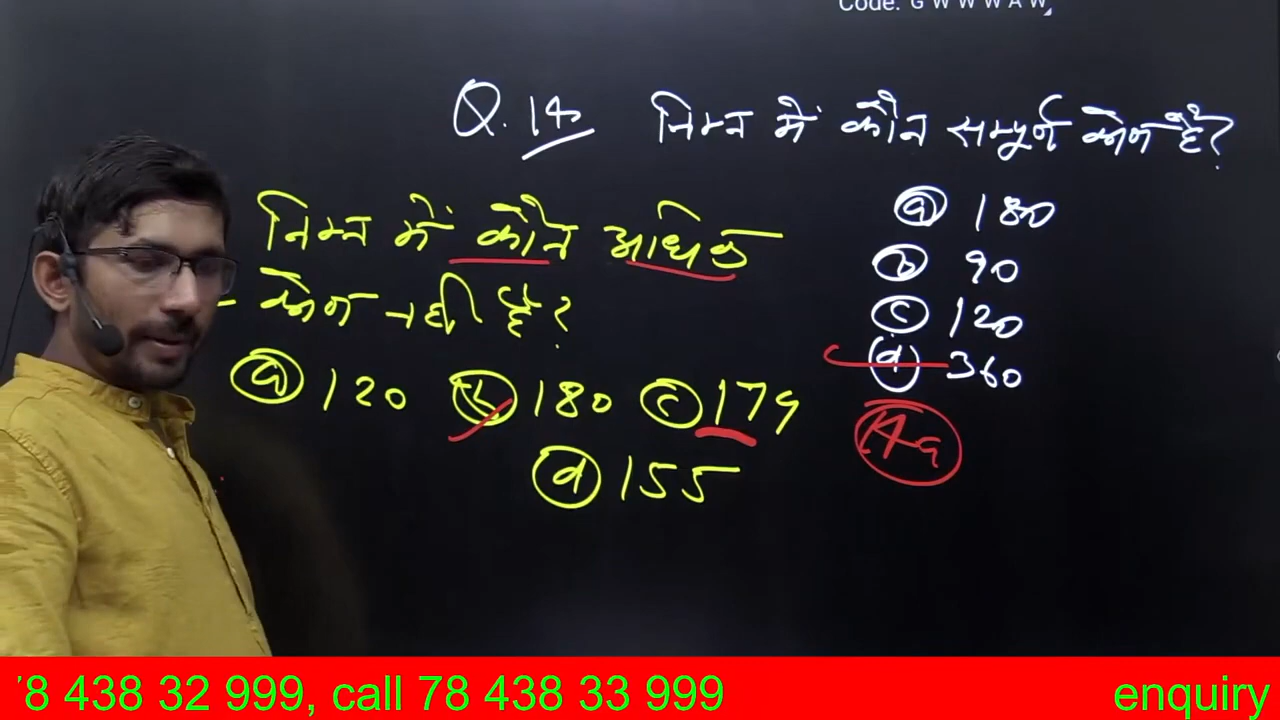 Code: G W W W A W
Q. 14 निम्न में कौन सम्पूर्ण कोण है?
(a) 180
(b) 90
(c) 120
(d) 360
निम्न में कौन अधिक
- कोण नही है?
(a) 120 (b) 180 (c) 179
(d) 155
78 438 32 999, call 78 438 33 999 enquiry